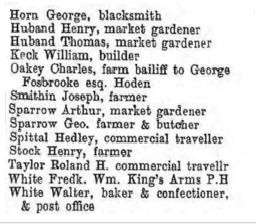 Horn George, blacksmith
Huband Henry, market gardener
Huband Thomas, market gardener
Keck William, builder
Oakey Charles, farm bailiff to George
Fosbrooke esq. Hoden
Smithin Joseph, farmer
Sparrow Arthur, market gardener
Sparrow Geo. farmer & butcher
Spittal Hedley, commercial traveller
Stock Henry, farmer
Taylor Roland H. commercial travellr
White Fredk. Wm. King's Arms P.H
White Walter, baker & confectioner,
& post office